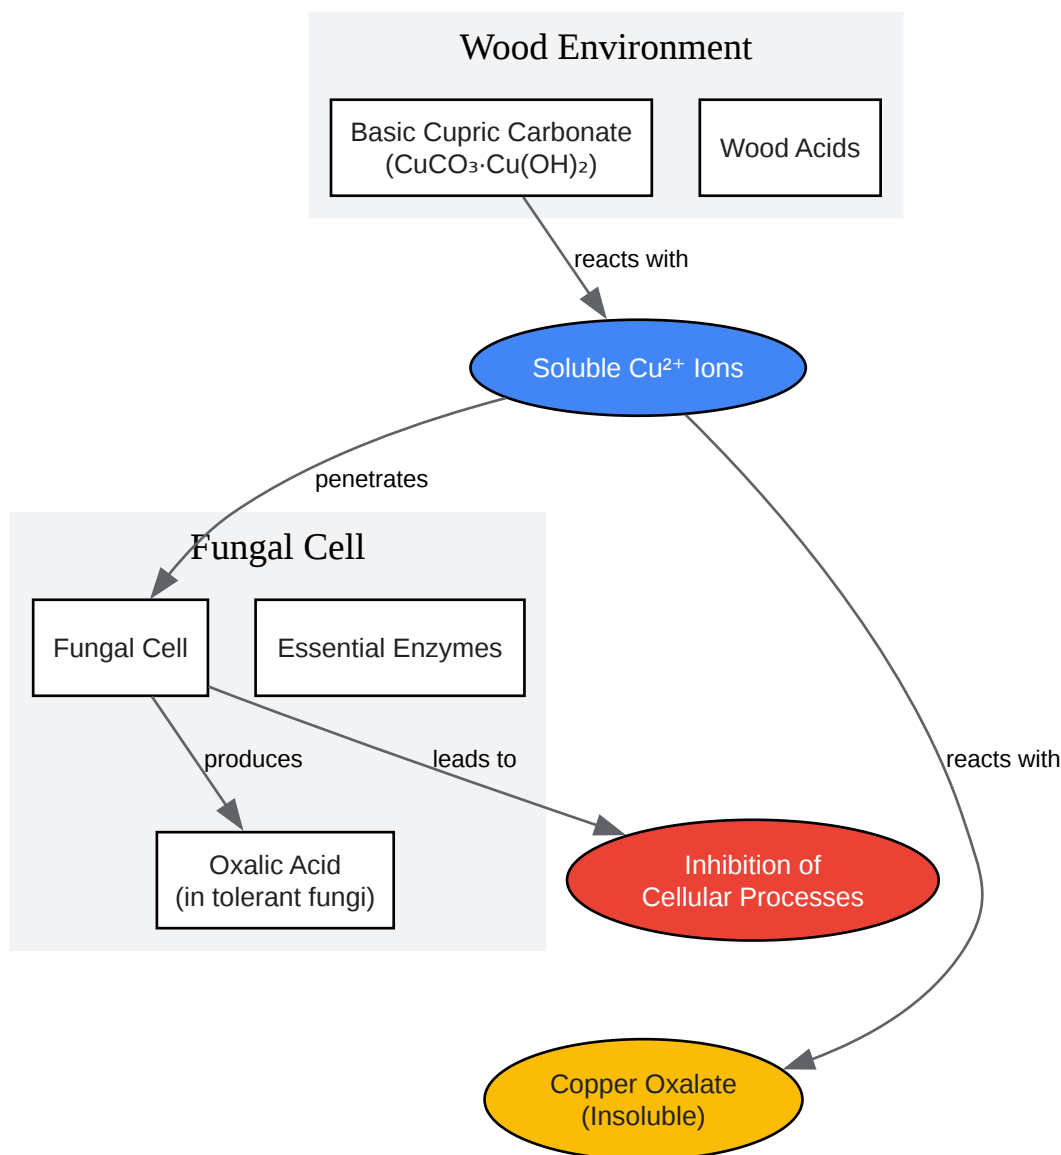 Wood Environment
Basic Cupric Carbonate
(CuCO₃·Cu(OH)₂)
Wood Acids
reacts with
Soluble Cu²⁺ Ions
penetrates
Fungal Cell
Fungal Cell
Essential Enzymes
produces
leads to
reacts with
Oxalic Acid
(in tolerant fungi)
Inhibition of
Cellular Processes
Copper Oxalate
(Insoluble)